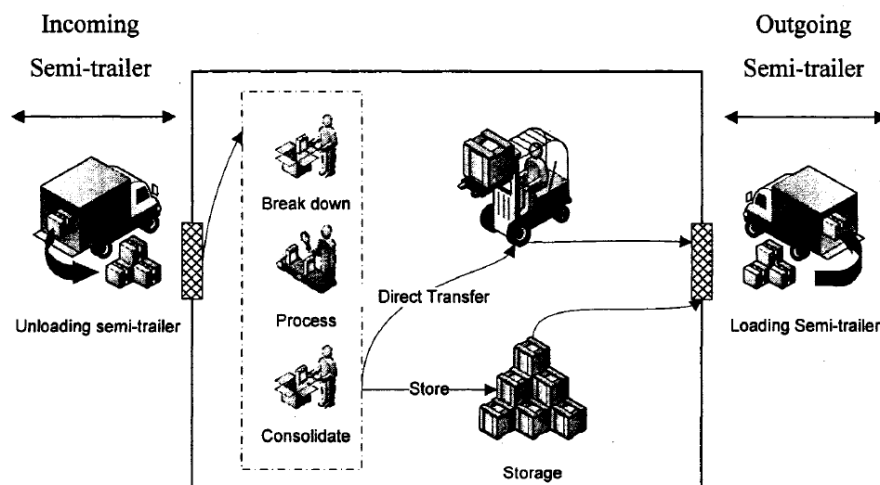 Incoming
Semi-trailer
Outgoing
Semi-trailer
Break down
Process
Consolidate
Direct Transfer
Store
Storage
Unloading semi-trailer
Loading Semi-trailer